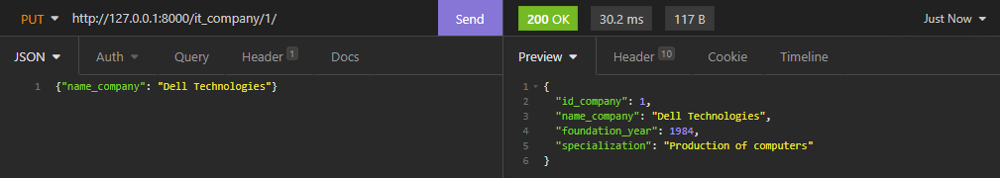 PUT http://127.0.0.1:8000/it_company/1/ Send 200 OK 30.2 ms 117 B Just Now
JSON Auth Query Header 1 Docs Preview Header 10 Cookie Timeline
1 {"name_company": "Dell Technologies"}
1 {
2 "id_company": 1,
3 "name_company": "Dell Technologies",
4 "foundation_year": 1984,
5 "specialization": "Production of computers"
6 }